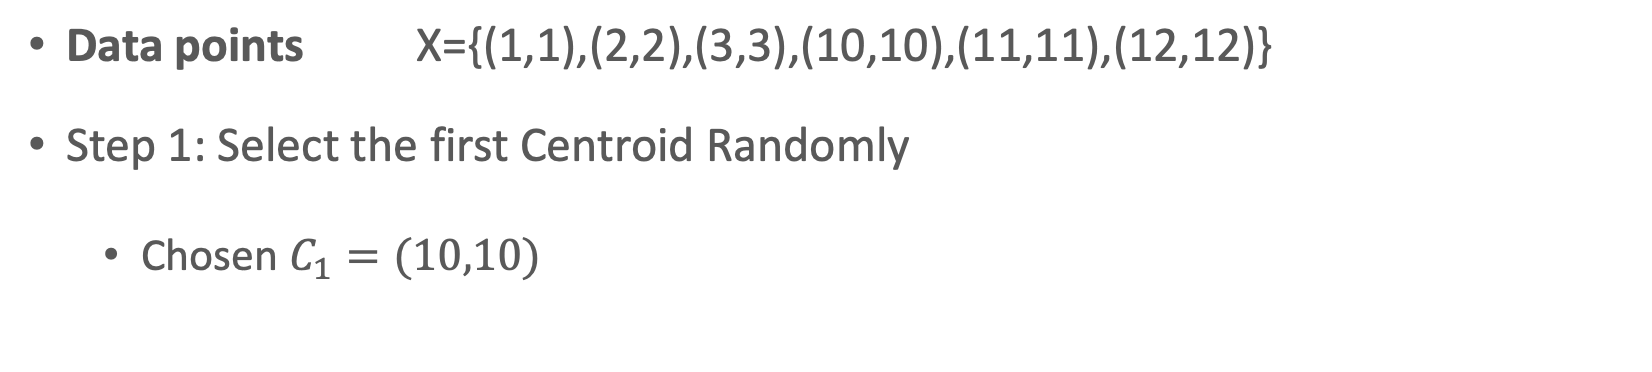 • Data points X={(1,1),(2,2),(3,3),(10,10),(11,11),(12,12)}
• Step 1: Select the first Centroid Randomly
• Chosen C₁ = (10,10)